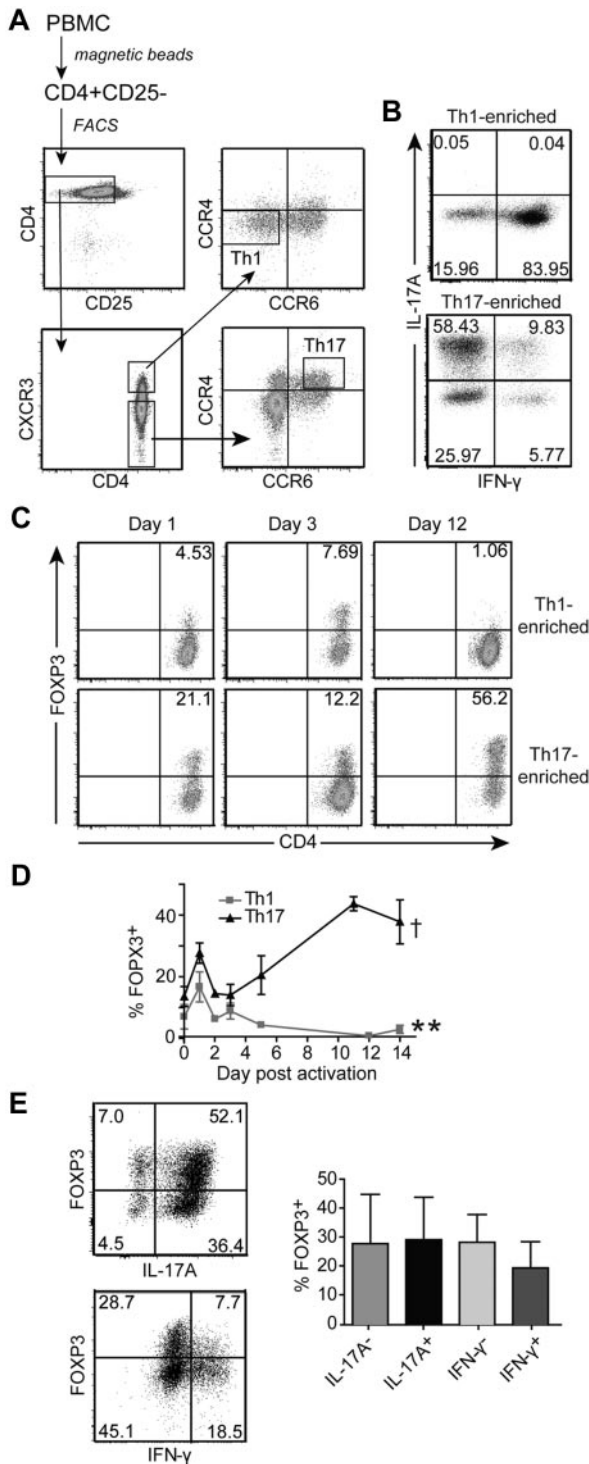 A
PBMC
magnetic beads
CD4+CD25-
FACS
CD4
CD25
CCR4
Th1
CCR6
CXCR3
CD4
CCR4
Th17
CCR6
B
Th1-enriched
0.05 0.04
15.96 83.95
IL-17A
Th17-enriched
58.43 9.83
25.97 5.77
IFN-γ
C
Day 1 Day 3 Day 12
4.53 7.69 1.06
Th1-
enriched
FOXP3
21.1 12.2 56.2
Th17-
enriched
CD4
D
% FOPX3+
40
20
0
Th1
Th17
†
**
0 2 4 6 8 10 12 14
Day post activation
E
7.0 52.1
FOXP3
4.5 36.4
IL-17A
28.7 7.7
FOXP3
45.1 18.5
IFN-γ
% FOXP3+
50
40
30
20
10
0
IL-17A-
IL-17A+
IFN-γ-
IFN-γ+